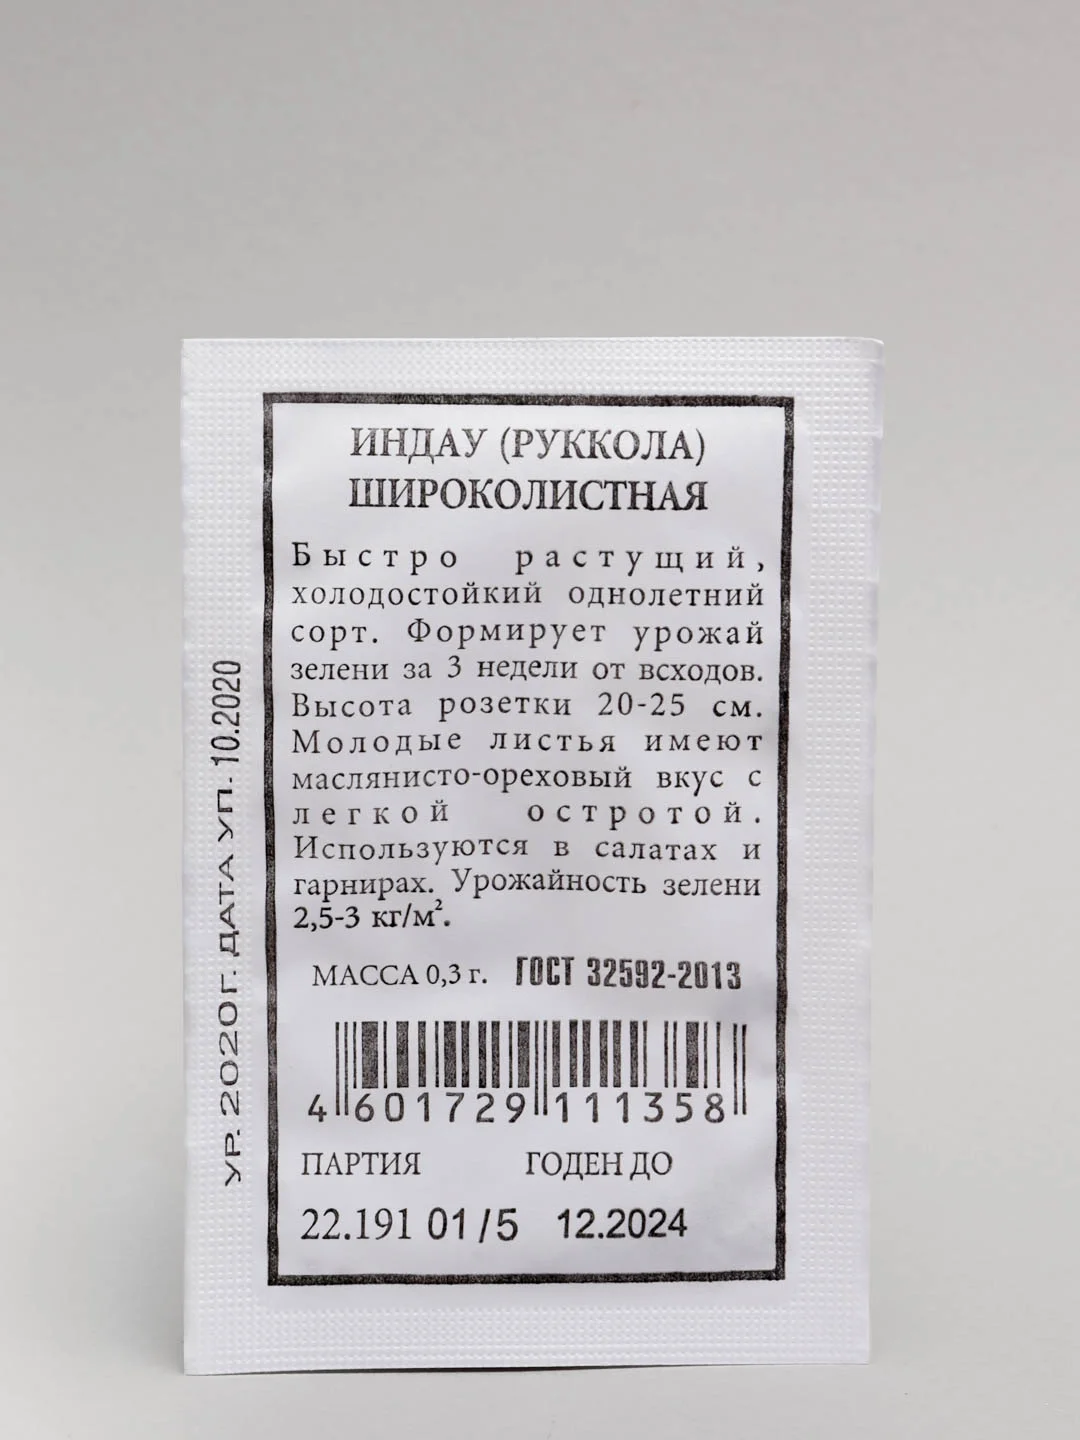 ИНДАУ (РУККОЛА)
ШИРОКОЛИСТНАЯ
Быстро растущий,
холодостойкий однолетний
сорт. Формирует урожай
зелени за 3 недели от всходов.
Высота розетки 20-25 см.
Молодые листья имеют
маслянисто-ореховый вкус с
легкой остротой.
Используются в салатах и
гарнирах. Урожайность зелени
2,5-3 кг/м².
МАССА 0,3 г. ГОСТ 32592-2013
4 601729 111358
ПАРТИЯ ГОДЕН ДО
22.191 01/5 12.2024
УР. 2020г. ДАТА УП. 10.2020